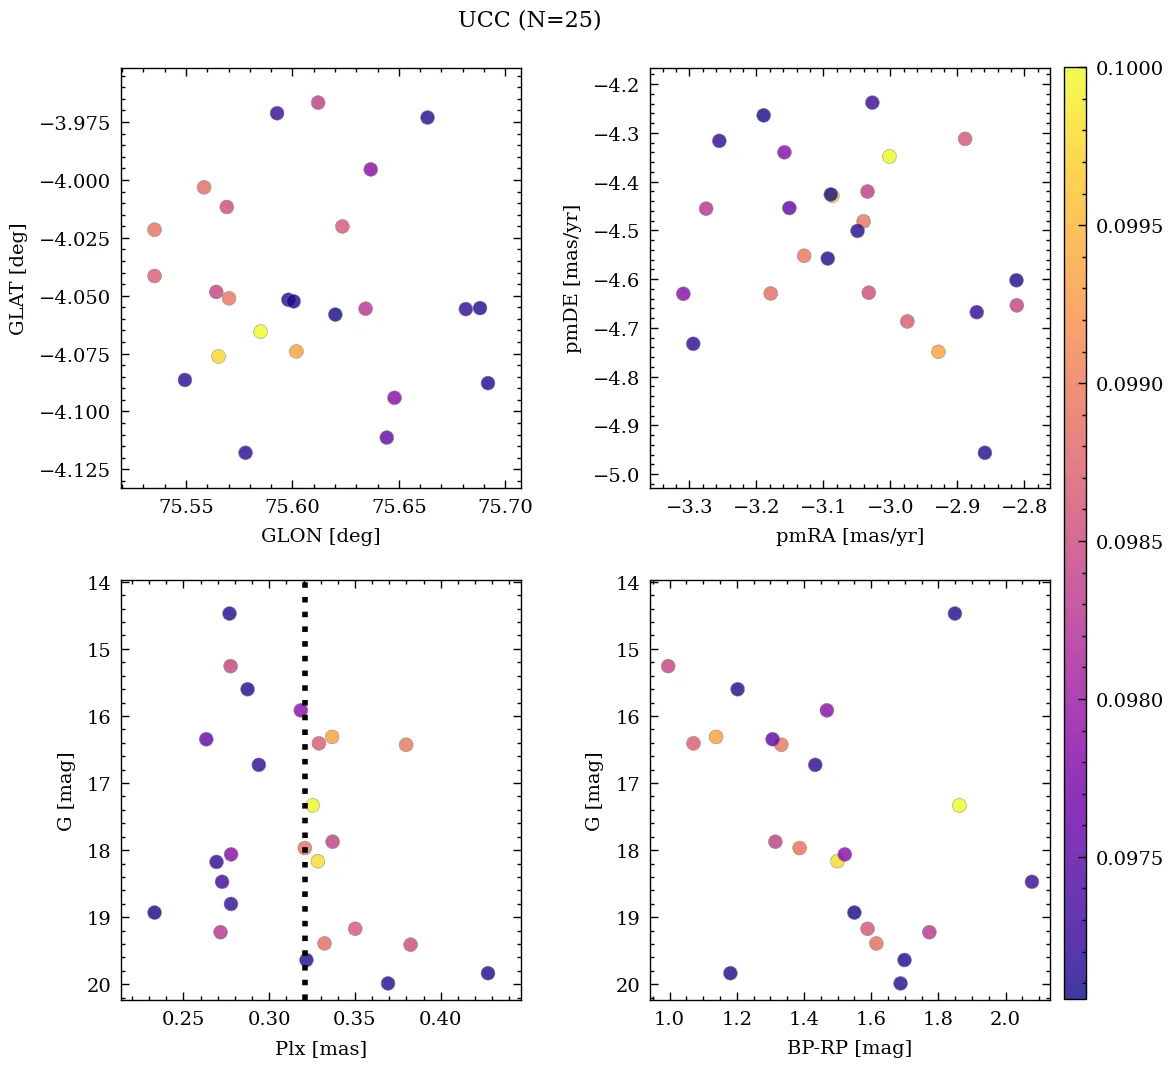 UCC (N=25)
−3.975
−4.000
−4.025
−4.050
−4.075
−4.100
−4.125
GLAT [deg]
75.55 75.60 75.65 75.70
GLON [deg]
−4.2
−4.3
−4.4
−4.5
−4.6
−4.7
−4.8
−4.9
−5.0
pmDE [mas/yr]
−3.3 −3.2 −3.1 −3.0 −2.9 −2.8
pmRA [mas/yr]
0.1000
0.0995
0.0990
0.0985
0.0980
0.0975
14
15
16
17
18
19
20
G [mag]
0.25 0.30 0.35 0.40
Plx [mas]
14
15
16
17
18
19
20
G [mag]
1.0 1.2 1.4 1.6 1.8 2.0
BP-RP [mag]